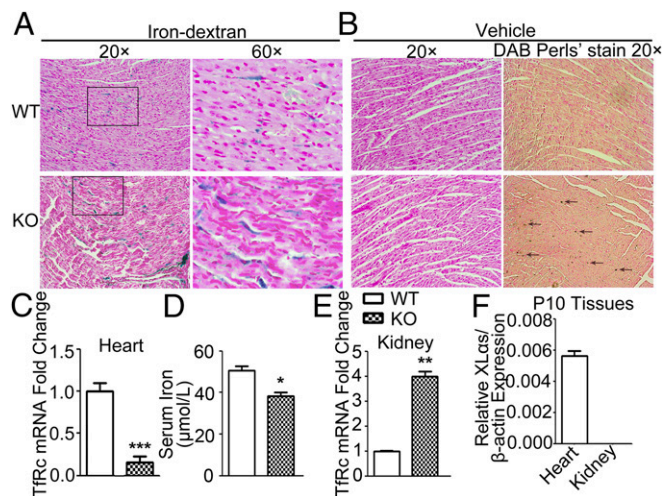 A
Iron-dextran
20×
60×
WT
KO
B
Vehicle
20×
DAB Perls' stain 20×
C
Heart
TfRc mRNA Fold Change
1.5
1.0
0.5
0.0
***
D
Serum Iron
(µmol/L)
60
40
20
0
*
WT
KO
E
Kidney
TfRc mRNA Fold Change
5
4
3
2
1
0
**
F
P10 Tissues
Relative XLαs/
β-actin Expression
0.008
0.006
0.004
0.002
0.000
Heart
Kidney